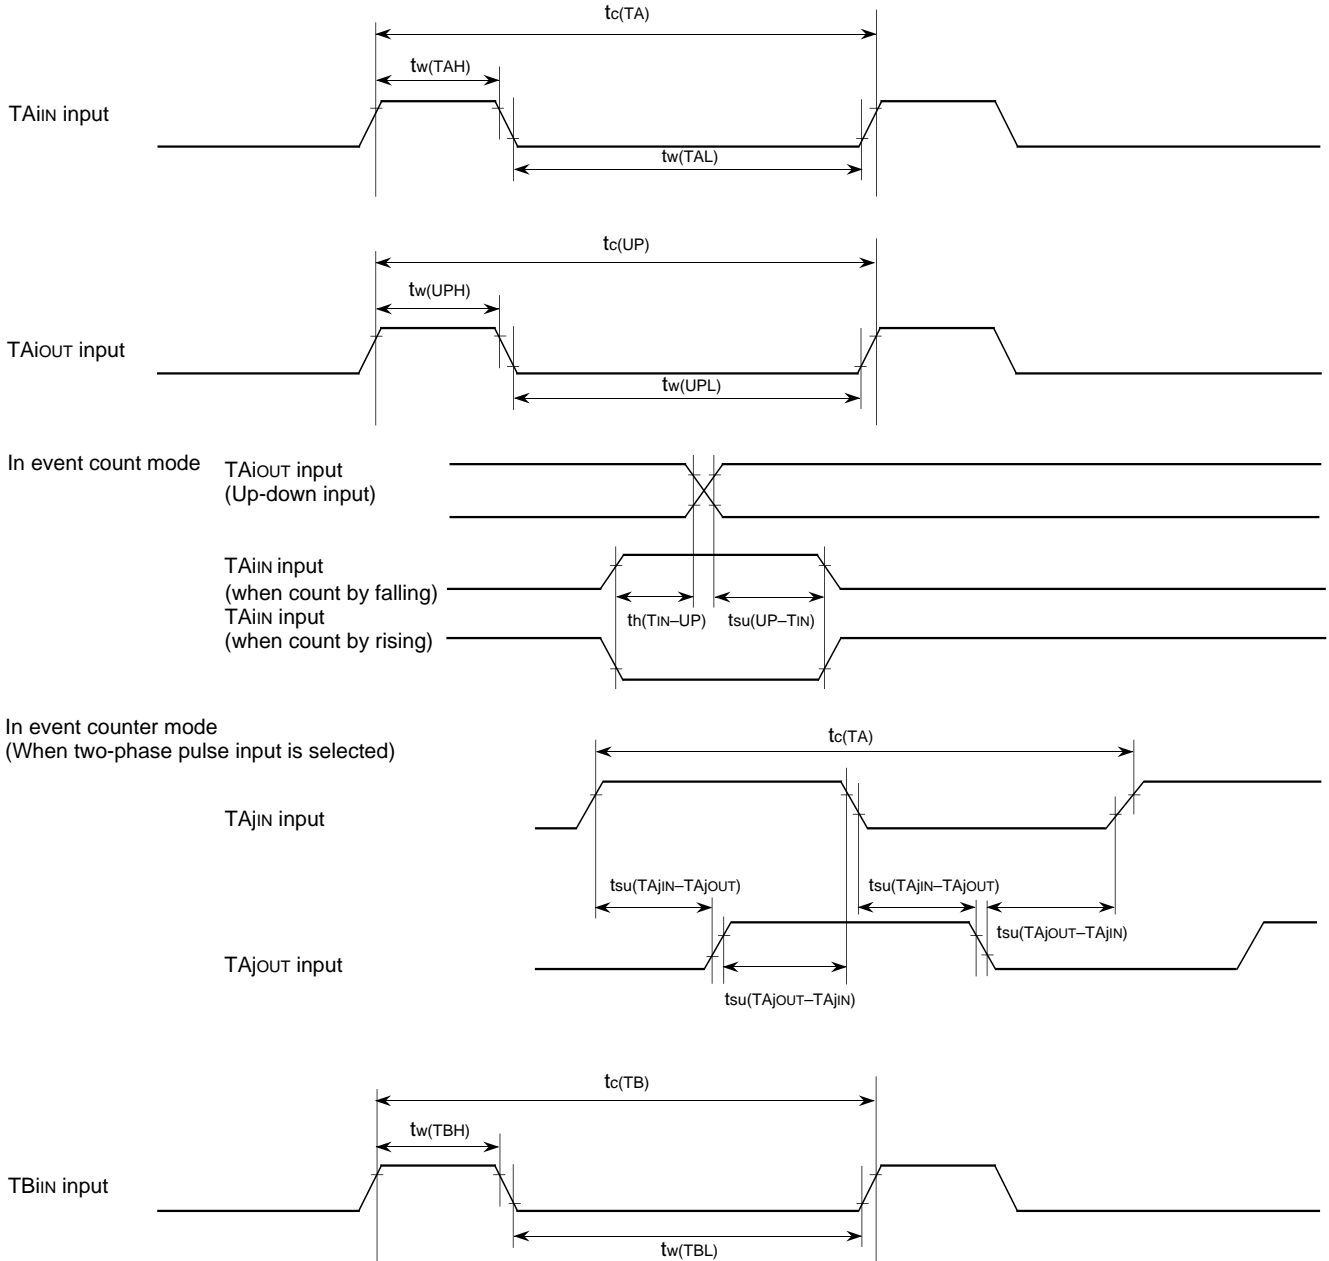 tc(TA)
tw(TAH)
TAiIN input
tw(TAL)
tc(UP)
tw(UPH)
TAiOUT input
tw(UPL)
In event count mode
TAiOUT input
(Up-down input)
TAiIN input
(when count by falling)
TAiIN input
(when count by rising)
th(TIN–UP)
tsu(UP–TIN)
In event counter mode
(When two-phase pulse input is selected)
tc(TA)
TAjIN input
tsu(TAjIN–TAjOUT)
tsu(TAjIN–TAjOUT)
tsu(TAjOUT–TAjIN)
TAjOUT input
tsu(TAjOUT–TAjIN)
tc(TB)
tw(TBH)
TBiIN input
tw(TBL)